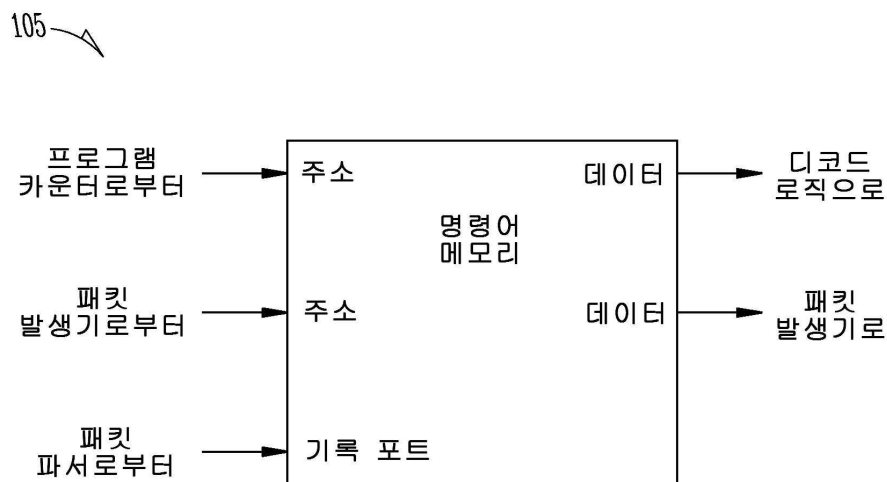 105
프로그램
카운터로부터
주소
데이터
디코드
로직으로
명령어
메모리
패킷
발생기로부터
주소
데이터
패킷
발생기로
패킷
파서로부터
기록 포트